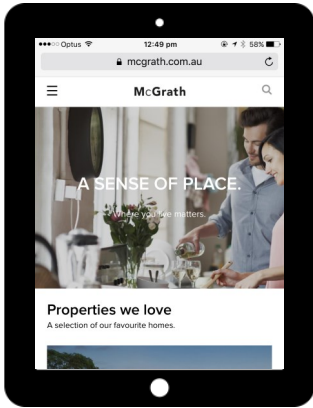 Optus 12:49 pm 58%
mcgrath.com.au
McGrath
A SENSE OF PLACE.
Where you live matters.
Properties we love
A selection of our favourite homes.